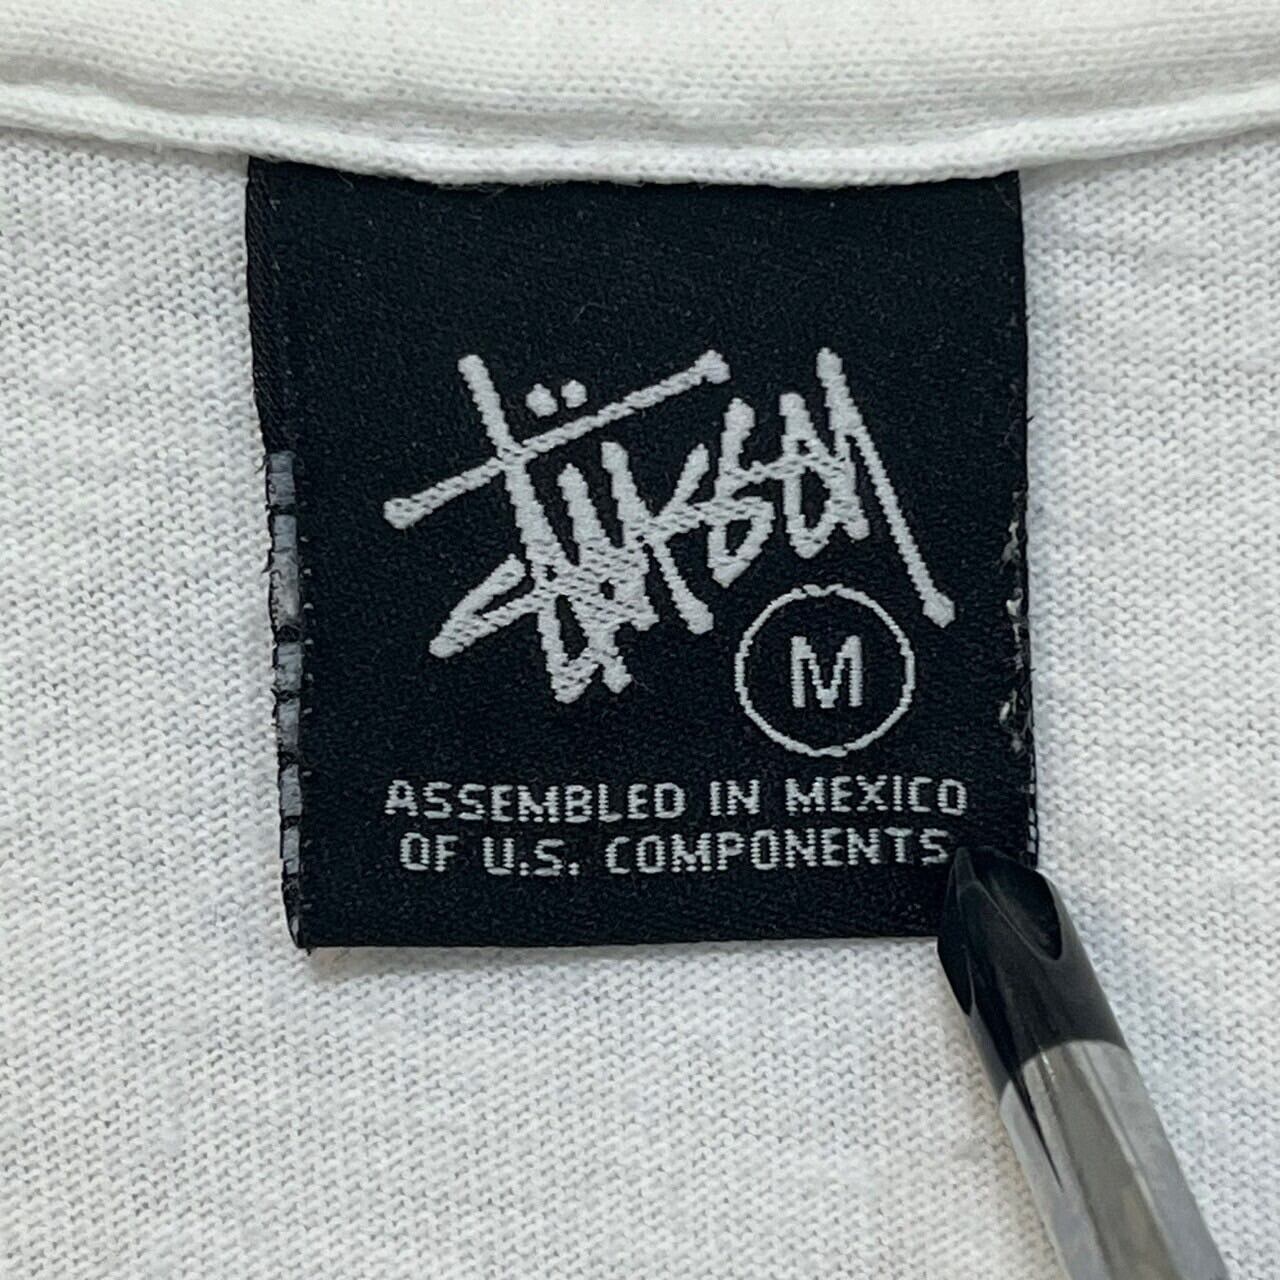 STÜSSY
M
ASSEMBLED IN MEXICO
OF U.S. COMPONENTS